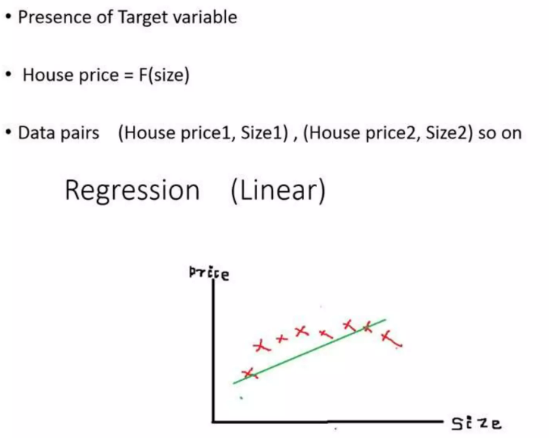 • Presence of Target variable
• House price = F(size)
• Data pairs (House price1, Size1) , (House price2, Size2) so on
Regression (Linear)
price
size